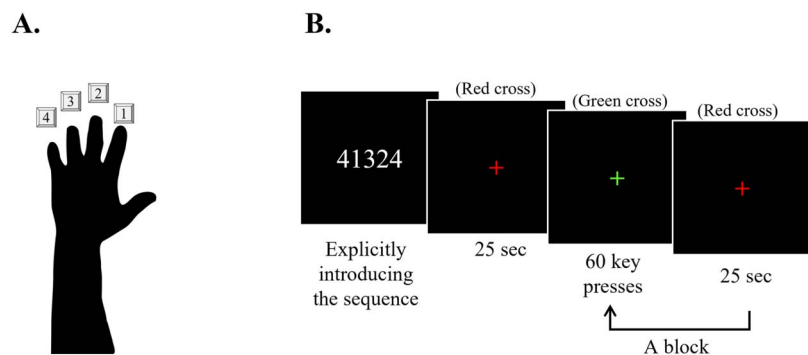 A.
4
3
2
1
B.
(Red cross)
(Green cross)
(Red cross)
41324
Explicitly
introducing
the sequence
25 sec
60 key
presses
25 sec
A block